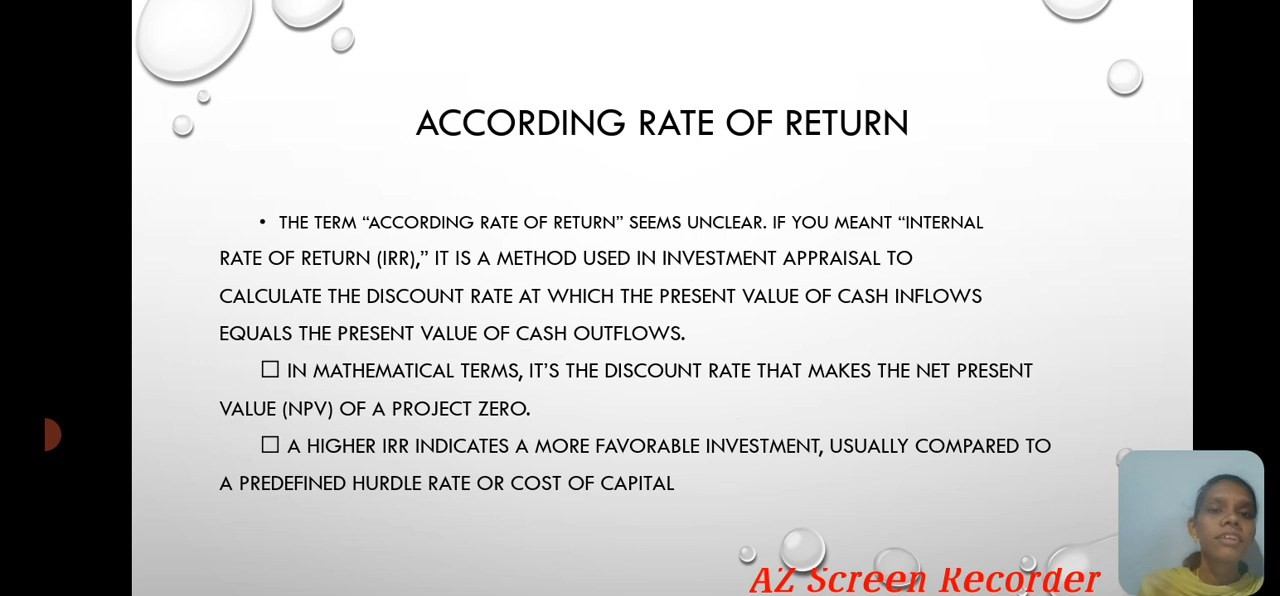 ACCORDING RATE OF RETURN
• THE TERM “ACCORDING RATE OF RETURN” SEEMS UNCLEAR. IF YOU MEANT “INTERNAL
RATE OF RETURN (IRR),” IT IS A METHOD USED IN INVESTMENT APPRAISAL TO
CALCULATE THE DISCOUNT RATE AT WHICH THE PRESENT VALUE OF CASH INFLOWS
EQUALS THE PRESENT VALUE OF CASH OUTFLOWS.
☐ IN MATHEMATICAL TERMS, IT’S THE DISCOUNT RATE THAT MAKES THE NET PRESENT
VALUE (NPV) OF A PROJECT ZERO.
☐ A HIGHER IRR INDICATES A MORE FAVORABLE INVESTMENT, USUALLY COMPARED TO
A PREDEFINED HURDLE RATE OR COST OF CAPITAL
AZ Screen Recorder